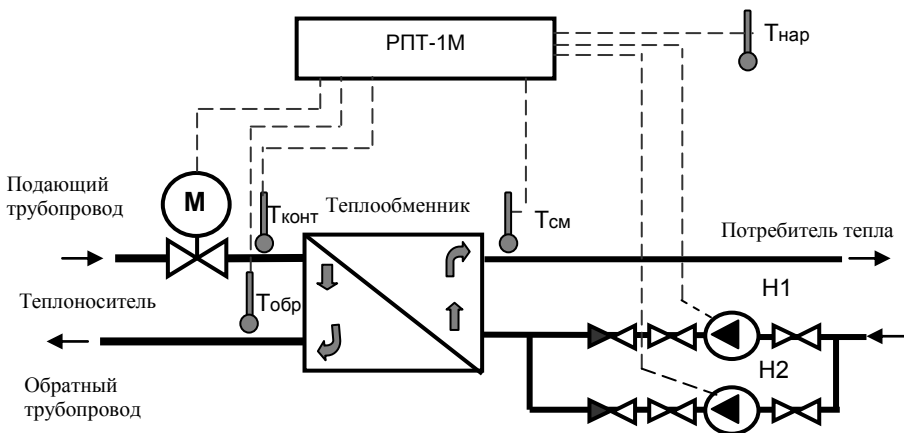 РПТ-1М
Тнар
Подающий
трубопровод
М
Тконт
Теплообменник
Тсм
Потребитель тепла
Теплоноситель
Тобр
Н1
Н2
Обратный
трубопровод